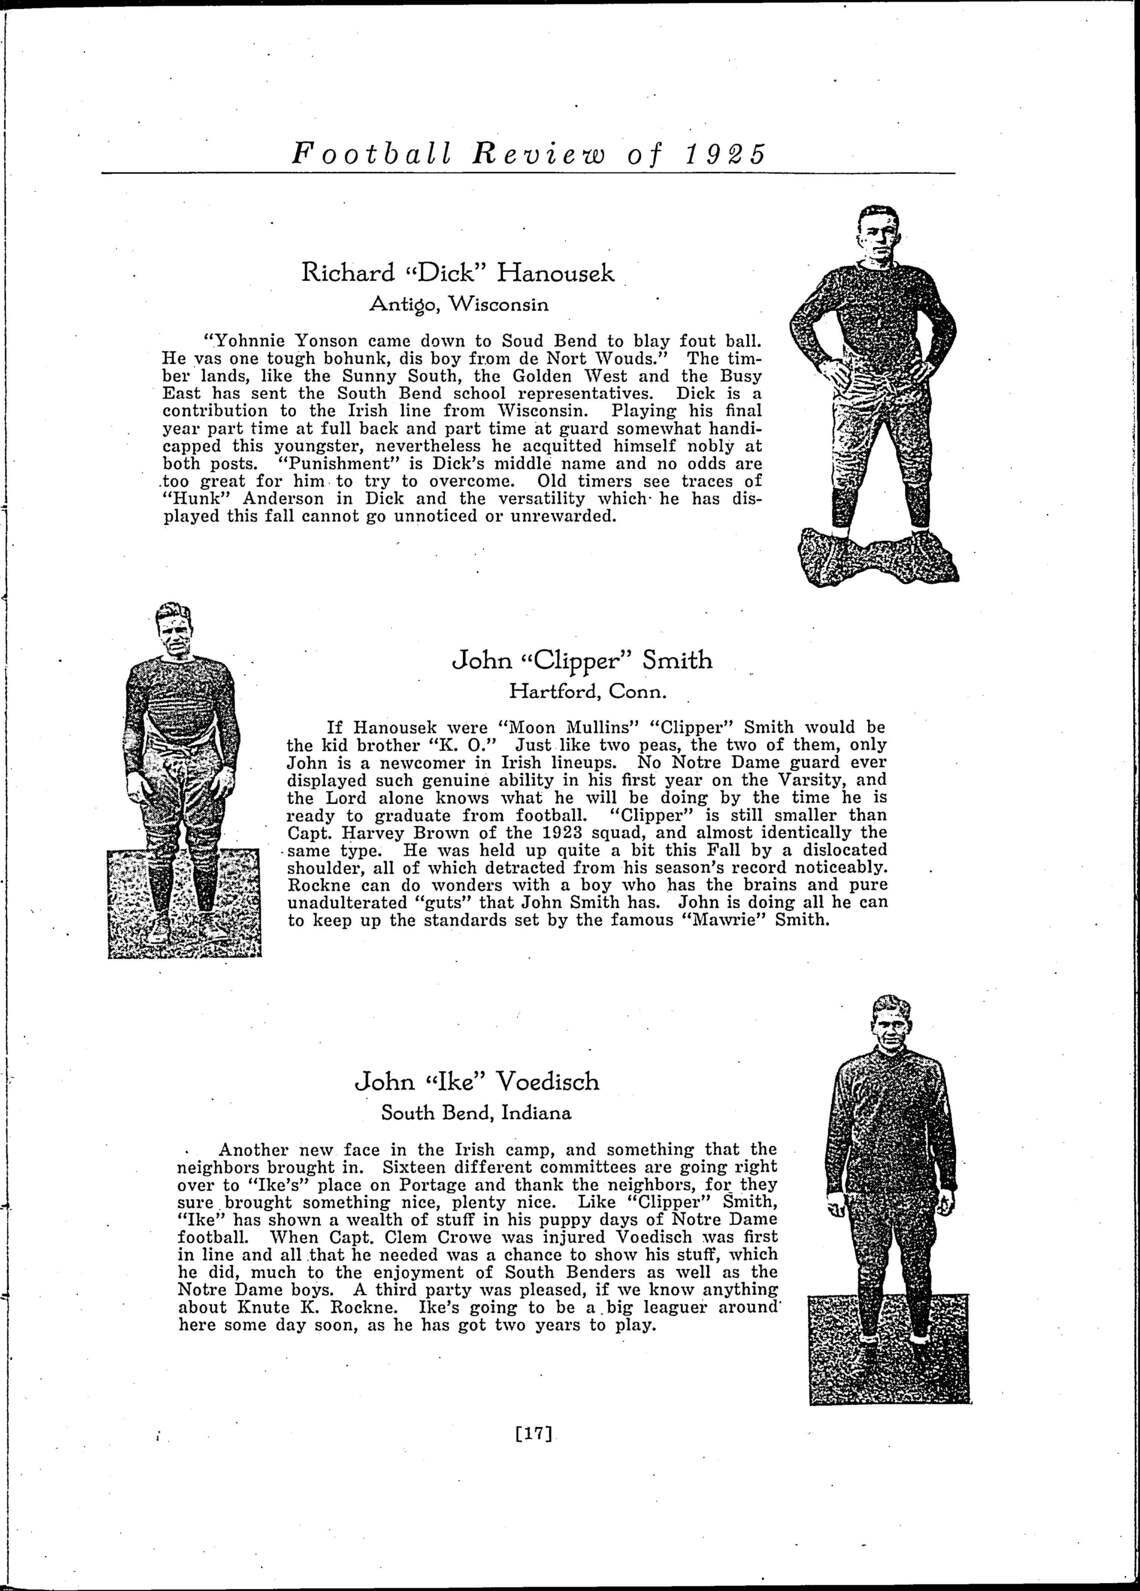 Football Review of 1925
Richard “Dick” Hanousek
Antigo, Wisconsin
“Yohnnie Yonson came down to Soud Bend to blay fout ball.
He vas one tough bohunk, dis boy from de Nort Wouds.” The tim-
ber lands, like the Sunny South, the Golden West and the Busy
East has sent the South Bend school representatives. Dick is a
contribution to the Irish line from Wisconsin. Playing his final
year part time at full back and part time at guard somewhat handi-
capped this youngster, nevertheless he acquitted himself nobly at
both posts. “Punishment” is Dick’s middle name and no odds are
too great for him to try to overcome. Old timers see traces of
“Hunk” Anderson in Dick and the versatility which he has dis-
played this fall cannot go unnoticed or unrewarded.
John “Clipper” Smith
Hartford, Conn.
If Hanousek were “Moon Mullins” “Clipper” Smith would be
the kid brother “K. O.” Just like two peas, the two of them, only
John is a newcomer in Irish lineups. No Notre Dame guard ever
displayed such genuine ability in his first year on the Varsity, and
the Lord alone knows what he will be doing by the time he is
ready to graduate from football. “Clipper” is still smaller than
Capt. Harvey Brown of the 1923 squad, and almost identically the
same type. He was held up quite a bit this Fall by a dislocated
shoulder, all of which detracted from his season’s record noticeably.
Rockne can do wonders with a boy who has the brains and pure
unadulterated “guts” that John Smith has. John is doing all he can
to keep up the standards set by the famous “Mawrie” Smith.
John “Ike” Voedisch
South Bend, Indiana
Another new face in the Irish camp, and something that the
neighbors brought in. Sixteen different committees are going right
over to “Ike’s” place on Portage and thank the neighbors, for they
sure brought something nice, plenty nice. Like “Clipper” Smith,
“Ike” has shown a wealth of stuff in his puppy days of Notre Dame
football. When Capt. Clem Crowe was injured Voedisch was first
in line and all that he needed was a chance to show his stuff, which
he did, much to the enjoyment of South Benders as well as the
Notre Dame boys. A third party was pleased, if we know anything
about Knute K. Rockne. Ike’s going to be a big leaguer around
here some day soon, as he has got two years to play.
[17]